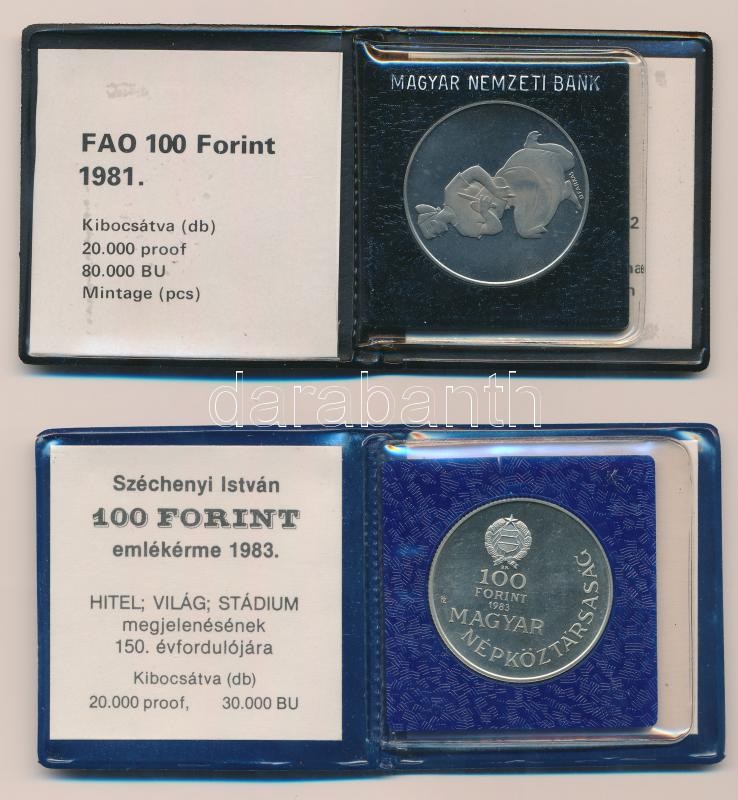 FAO 100 Forint
1981.
Kibocsátva (db)
20.000 proof
80.000 BU
Mintage (pcs)
MAGYAR NEMZETI BANK
2
n
darabanth
Széchenyi István
100 FORINT
emlékérme 1983.
HITEL; VILÁG; STÁDIUM
megjelenésének
150. évfordulójára
Kibocsátva (db)
20.000 proof, 30.000 BU
100
FORINT
1983
MAGYAR
NÉPKÖZTÁRSASÁG